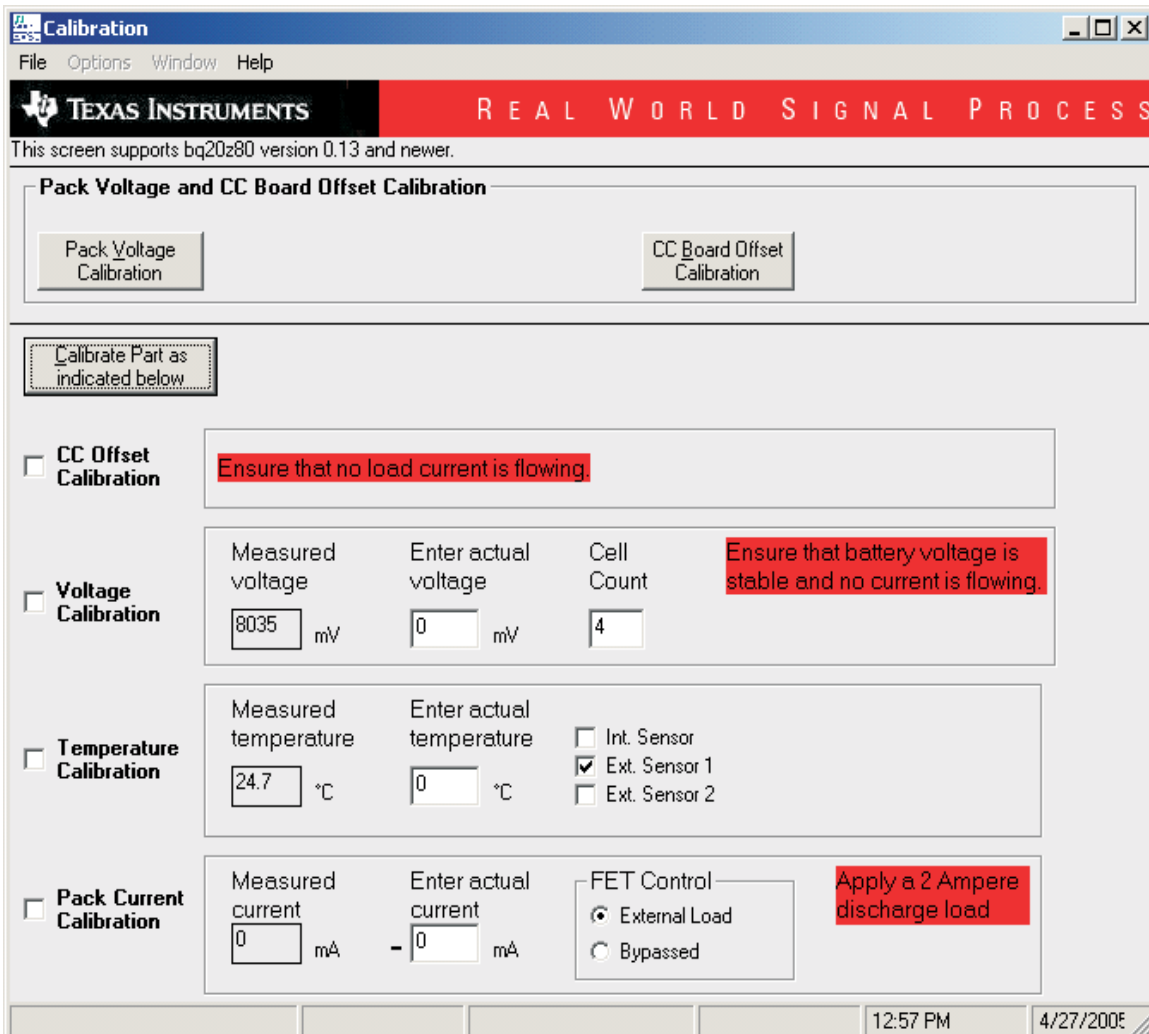 Calibration
File Options Window Help
TEXAS INSTRUMENTS
REAL WORLD SIGNAL PROCESS
This screen supports bq20z80 version 0.13 and newer.
Pack Voltage and CC Board Offset Calibration
Pack Voltage
Calibration
CC Board Offset
Calibration
Calibrate Part as
indicated below
CC Offset
Calibration
Ensure that no load current is flowing.
Voltage
Calibration
Measured
voltage
8035 mV
Enter actual
voltage
0 mV
Cell
Count
4
Ensure that battery voltage is
stable and no current is flowing.
Temperature
Calibration
Measured
temperature
24.7 °C
Enter actual
temperature
0 °C
Int. Sensor
Ext. Sensor 1
Ext. Sensor 2
Pack Current
Calibration
Measured
current
0 mA
Enter actual
current
- 0 mA
FET Control
External Load
Bypassed
Apply a 2 Ampere
discharge load
12:57 PM
4/27/2005